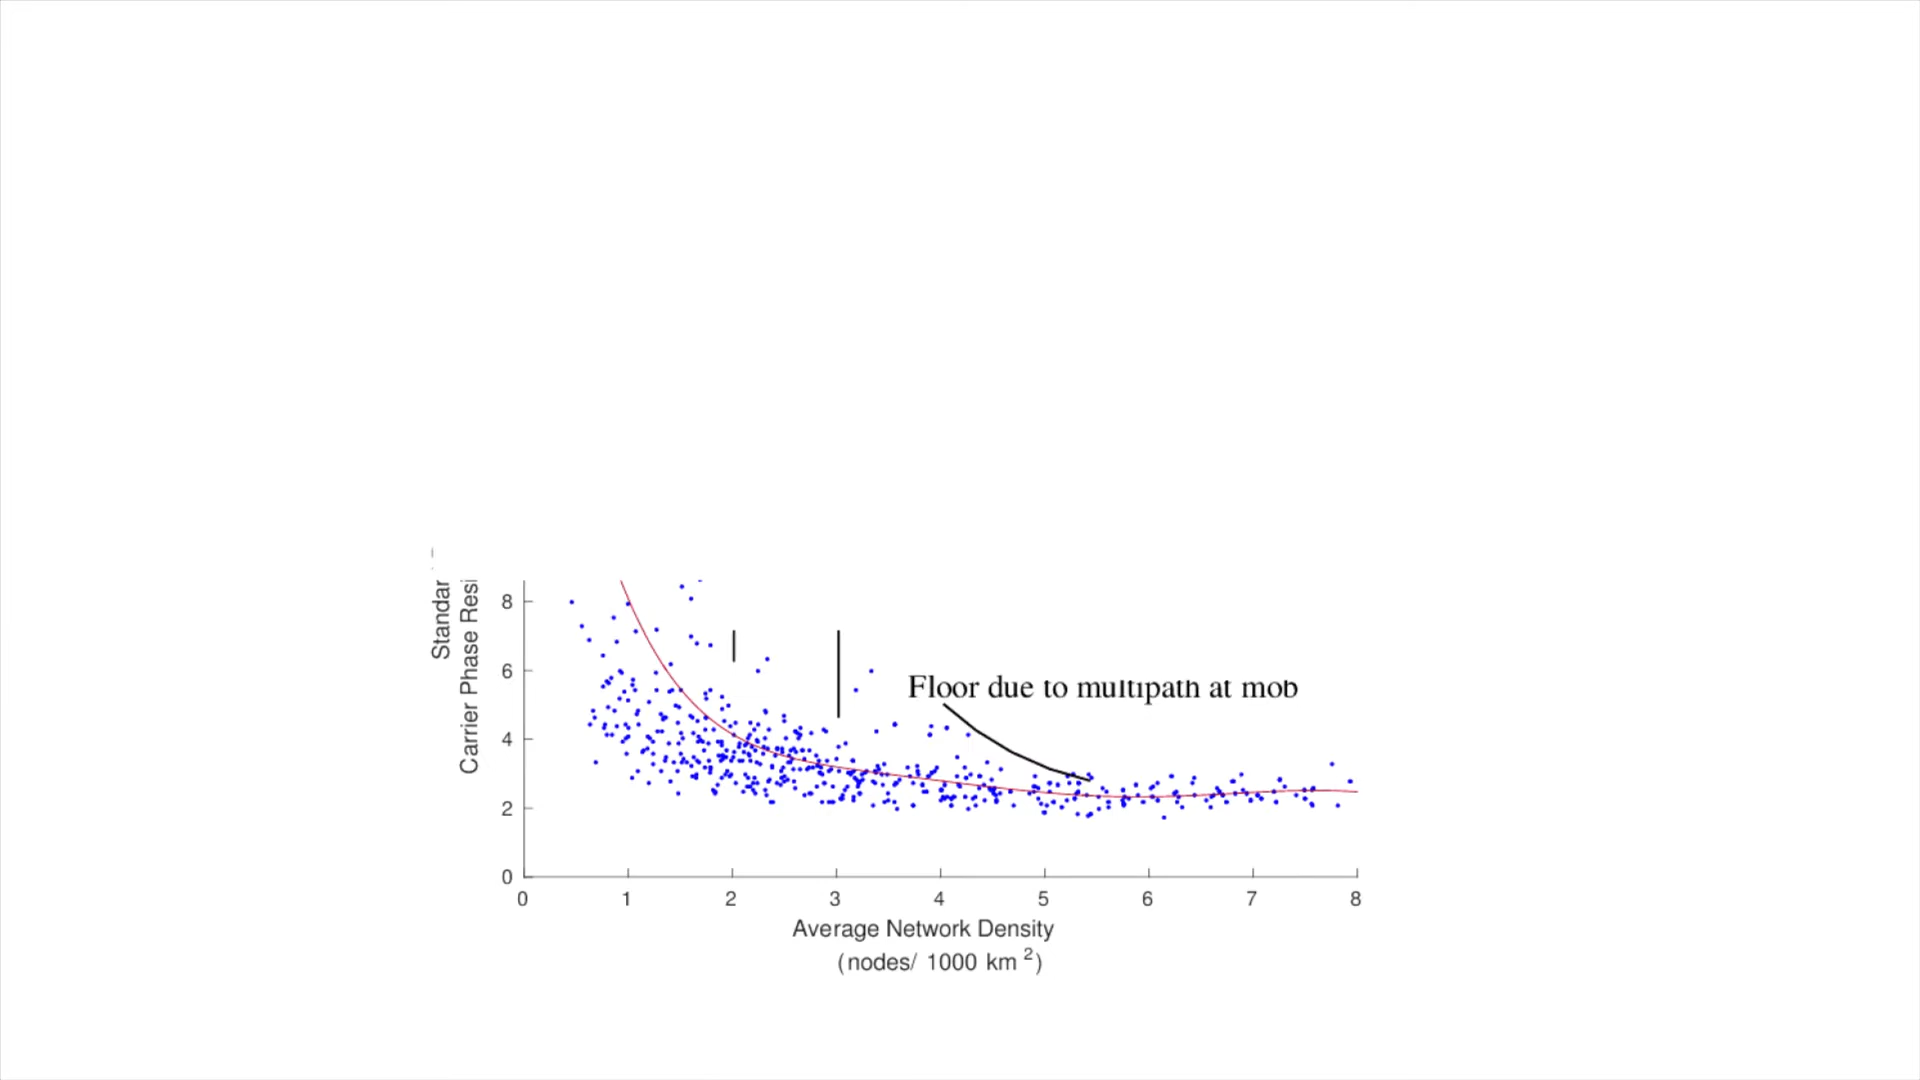 Standar
Carrier Phase Resi
8
6
4
2
0
Floor due to multipath at mob
0 1 2 3 4 5 6 7 8
Average Network Density
(nodes/ 1000 km 2)